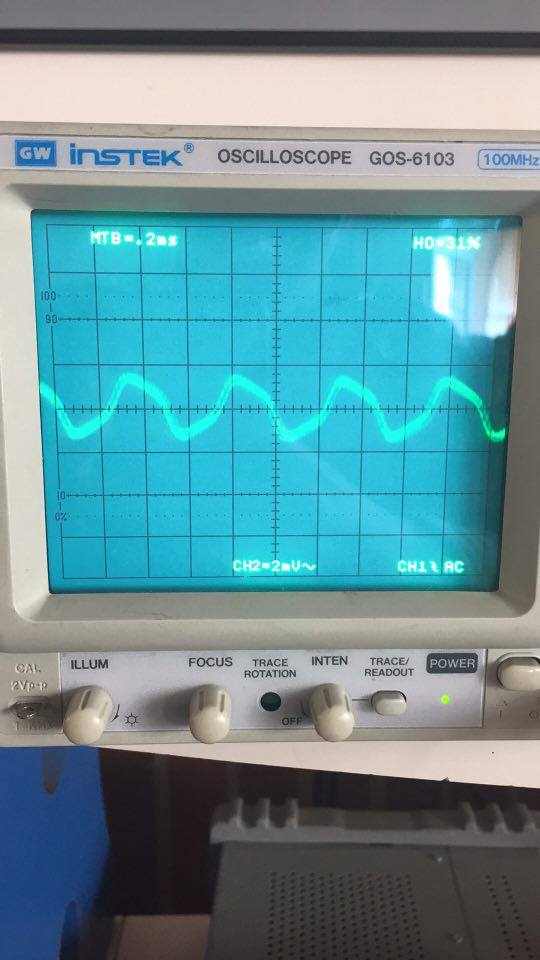 GW INSTEK® OSCILLOSCOPE GOS-6103 100MHz
MTB=.2ms HO=31%
100
90
10
0%
CH2=2mV~ CH1 AC
CAL
2Vp-p
ILLUM FOCUS TRACE ROTATION INTEN TRACE/ READOUT POWER
OFF